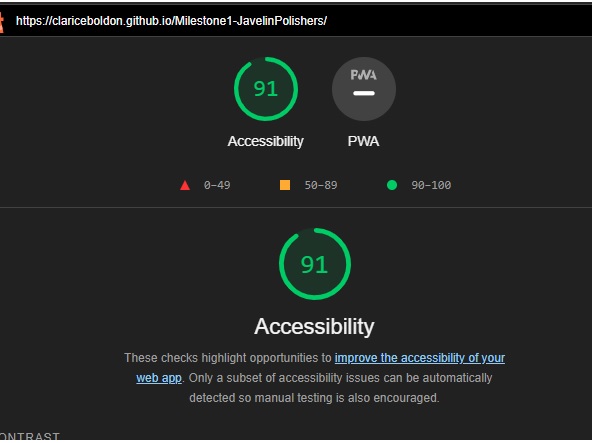 https://clariceboldon.github.io/Milestone1-JavelinPolishers/
91
PWA
Accessibility
PWA
0–49
50–89
90–100
91
Accessibility
These checks highlight opportunities to improve the accessibility of your
web app. Only a subset of accessibility issues can be automatically
detected so manual testing is also encouraged.
ONTRAST